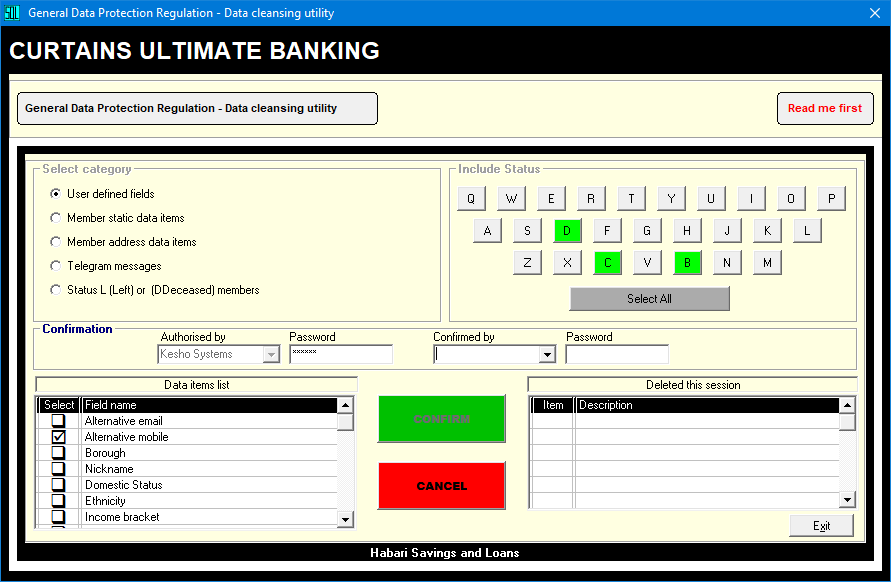 General Data Protection Regulation - Data cleansing utility
CURTAINS ULTIMATE BANKING
General Data Protection Regulation - Data cleansing utility
Read me first
Select category
User defined fields
Member static data items
Member address data items
Telegram messages
Status L (Left) or (DDeceased) members
Include Status
Q W E R T Y U I O P
A S D F G H J K L
Z X C V B N M
Select All
Confirmation
Authorised by Password Confirmed by Password
Kesho Systems ******
Data items list
Select Field name
Alternative email
Alternative mobile
Borough
Nickname
Domestic Status
Ethnicity
Income bracket
CONFIRM
CANCEL
Deleted this session
Item Description
Exit
Habari Savings and Loans